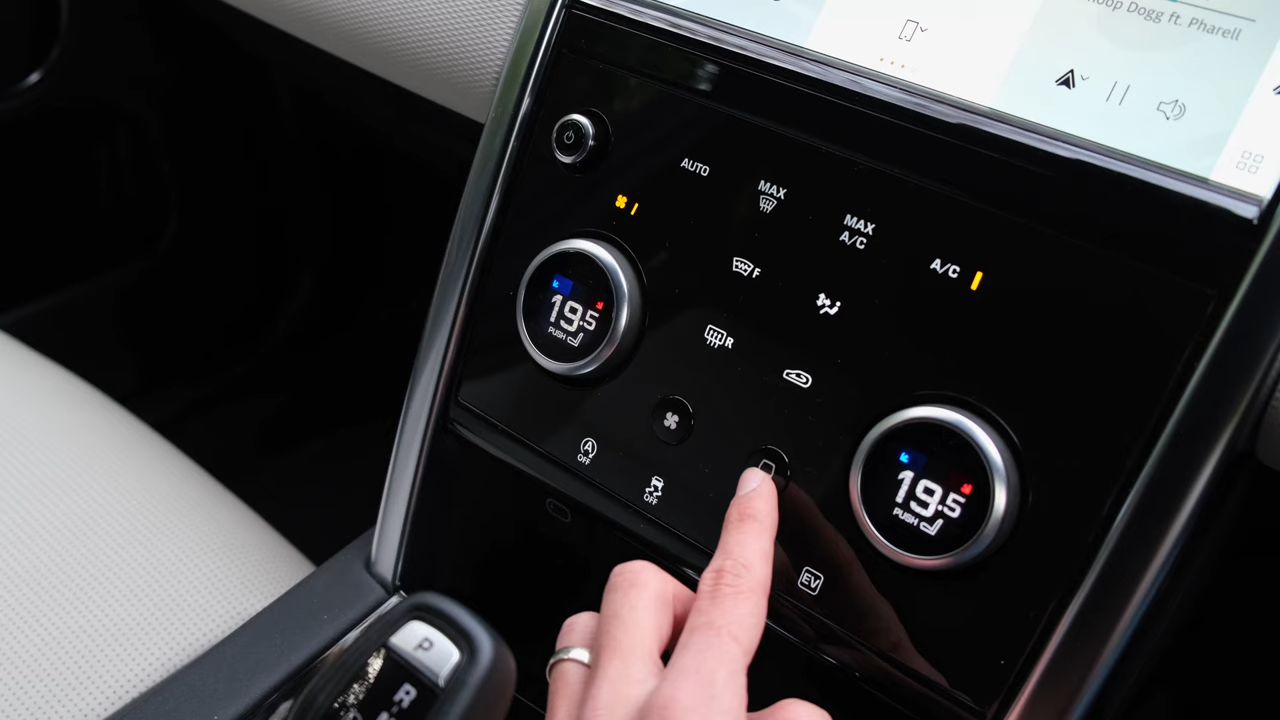 oop Dogg ft. Pharell
AUTO
MAX
MAX
A/C
A/C
F
R
19.5
PUSH
A
OFF
OFF
19.5
PUSH
EV
P
R